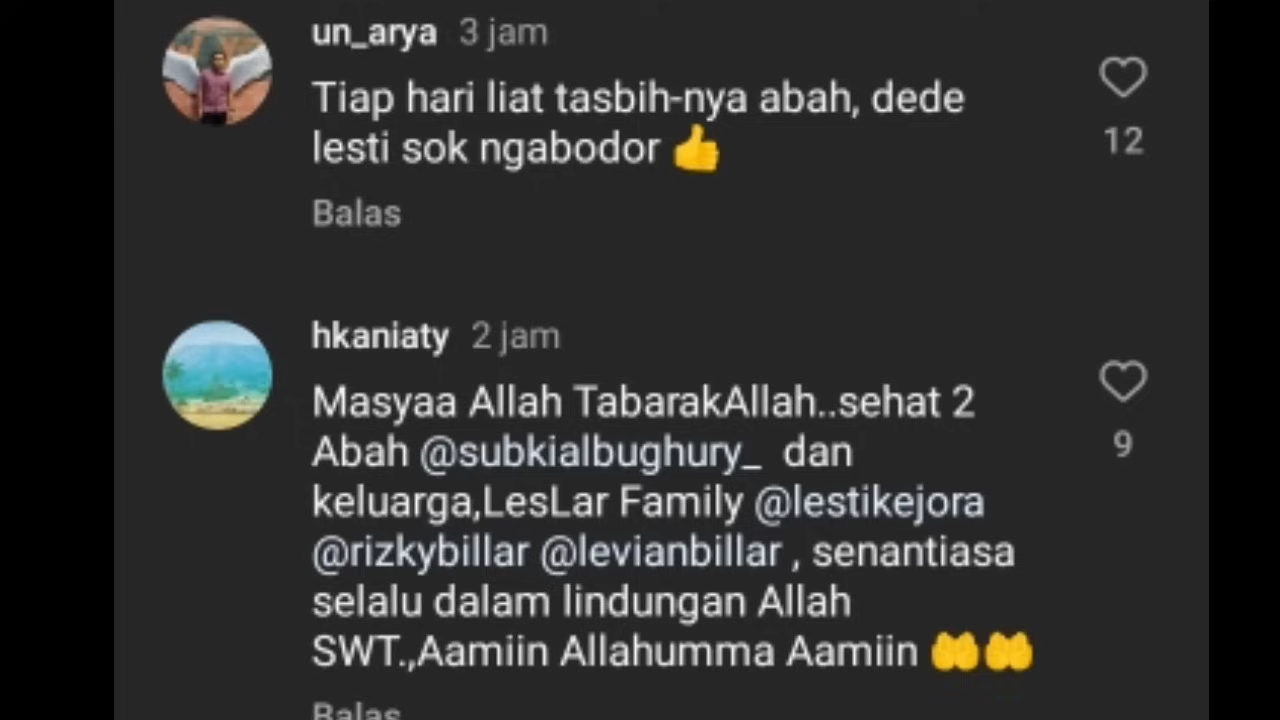 un_arya 3 jam
Tiap hari liat tasbih-nya abah, dede
lesti sok ngabodor 👍
12
Balas
hkaniaty 2 jam
Masyaa Allah TabarakAllah..sehat 2
Abah @subkialbughury_ dan
keluarga,LesLar Family @lestikejora
@rizkybillar @levianbillar , senantiasa
selalu dalam lindungan Allah
SWT.,Aamiin Allahumma Aamiin 🤲🤲
9
Balas